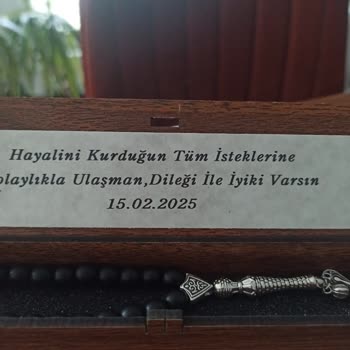 Hayalini Kurduğun Tüm İsteklerine
olaylıkla Ulaşman,Dileği İle İyiki Varsın
15.02.2025